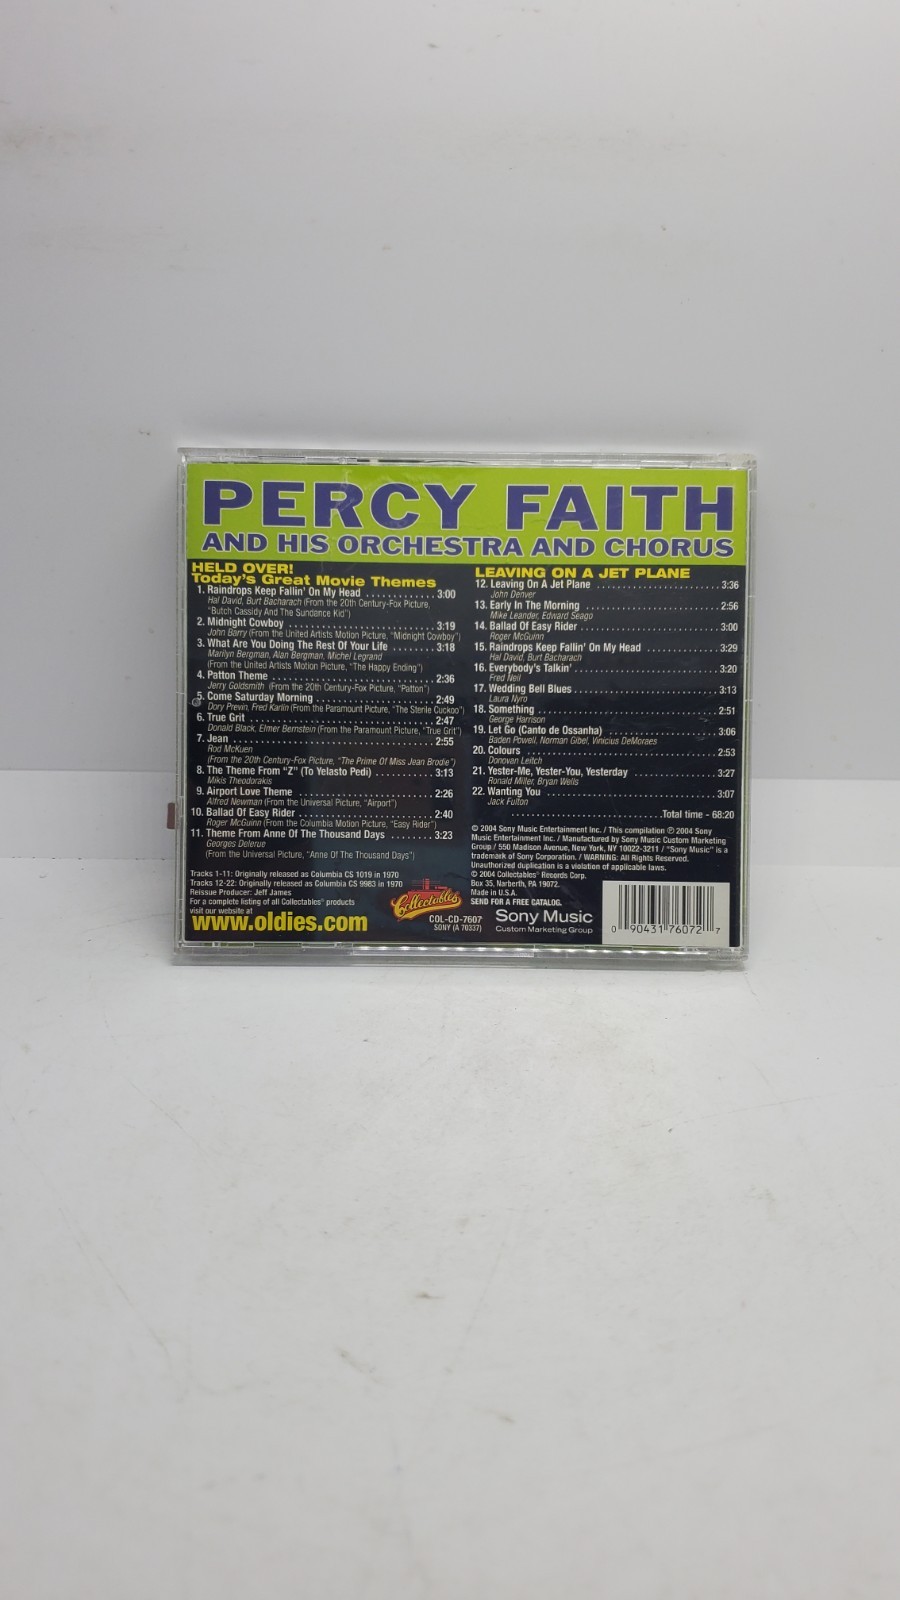 PERCY FAITH
AND HIS ORCHESTRA AND CHORUS
HELD OVER!
Today's Great Movie Themes
1. Raindrops Keep Fallin' On My Head .................... 3:00
Hal David, Burt Bacharach (From the 20th Century-Fox Picture,
"Butch Cassidy And The Sundance Kid")
2. Midnight Cowboy .................... 3:19
John Barry (From the United Artists Motion Picture, "Midnight Cowboy")
3. What Are You Doing The Rest Of Your Life .......... 3:18
Marilyn Bergman, Alan Bergman, Michel Legrand
(From the United Artists Motion Picture, "The Happy Ending")
4. Patton Theme .................... 2:36
Jerry Goldsmith (From the 20th Century-Fox Picture, "Patton")
5. Come Saturday Morning .................... 2:49
Dory Previn, Fred Karlin (From the Paramount Picture, "The Sterile Cuckoo")
6. True Grit .................... 2:47
Donald Black, Elmer Bernstein (From the Paramount Picture, "True Grit")
7. Jean .................... 2:55
Rod McKuen
(From the 20th Century-Fox Picture, "The Prime Of Miss Jean Brodie")
8. The Theme From "Z" (To Yelasto Pedi) .......... 3:13
Mikis Theodorakis
9. Airport Love Theme .................... 2:26
Alfred Newman (From the Universal Picture, "Airport")
10. Ballad Of Easy Rider .................... 2:40
Roger McGuinn (From the Columbia Motion Picture, "Easy Rider")
11. Theme From Anne Of The Thousand Days ........ 3:23
Georges Delerue
(From the Universal Picture, "Anne Of The Thousand Days")
Tracks 1-11: Originally released as Columbia CS 1019 in 1970
Tracks 12-22: Originally released as Columbia CS 9983 in 1970
Reissue Producer: Jeff James
For a complete listing of all Collectables® products
visit our website at
www.oldies.com
Collectables®
COL-CD-7607
SONY (A 70337)
LEAVING ON A JET PLANE
12. Leaving On A Jet Plane .................... 3:36
John Denver
13. Early In The Morning .................... 2:56
Mike Leander, Edward Seago
14. Ballad Of Easy Rider .................... 3:00
Roger McGuinn
15. Raindrops Keep Fallin' On My Head .......... 3:29
Hal David, Burt Bacharach
16. Everybody's Talkin' .................... 3:20
Fred Neil
17. Wedding Bell Blues .................... 3:13
Laura Nyro
18. Something .................... 2:51
George Harrison
19. Let Go (Canto de Ossanha) .................... 3:06
Baden Powell, Norman Gibel, Vinicius DeMoraes
20. Colours .................... 2:53
Donovan Leitch
21. Yester-Me, Yester-You, Yesterday .......... 3:27
Ronald Miller, Bryan Wells
22. Wanting You .................... 3:07
Jack Fulton
.................... Total time - 68:20
© 2004 Sony Music Entertainment Inc. / This compilation ℗ 2004 Sony
Music Entertainment Inc. / Manufactured by Sony Music Custom Marketing
Group / 550 Madison Avenue, New York, NY 10022-3211 / "Sony Music" is a
trademark of Sony Corporation. / WARNING: All Rights Reserved.
Unauthorized duplication is a violation of applicable laws.
© 2004 Collectables® Records Corp.
Box 35, Narberth, PA 19072.
Made in U.S.A.
SEND FOR A FREE CATALOG.
Sony Music
Custom Marketing Group
0 90431 76072 7